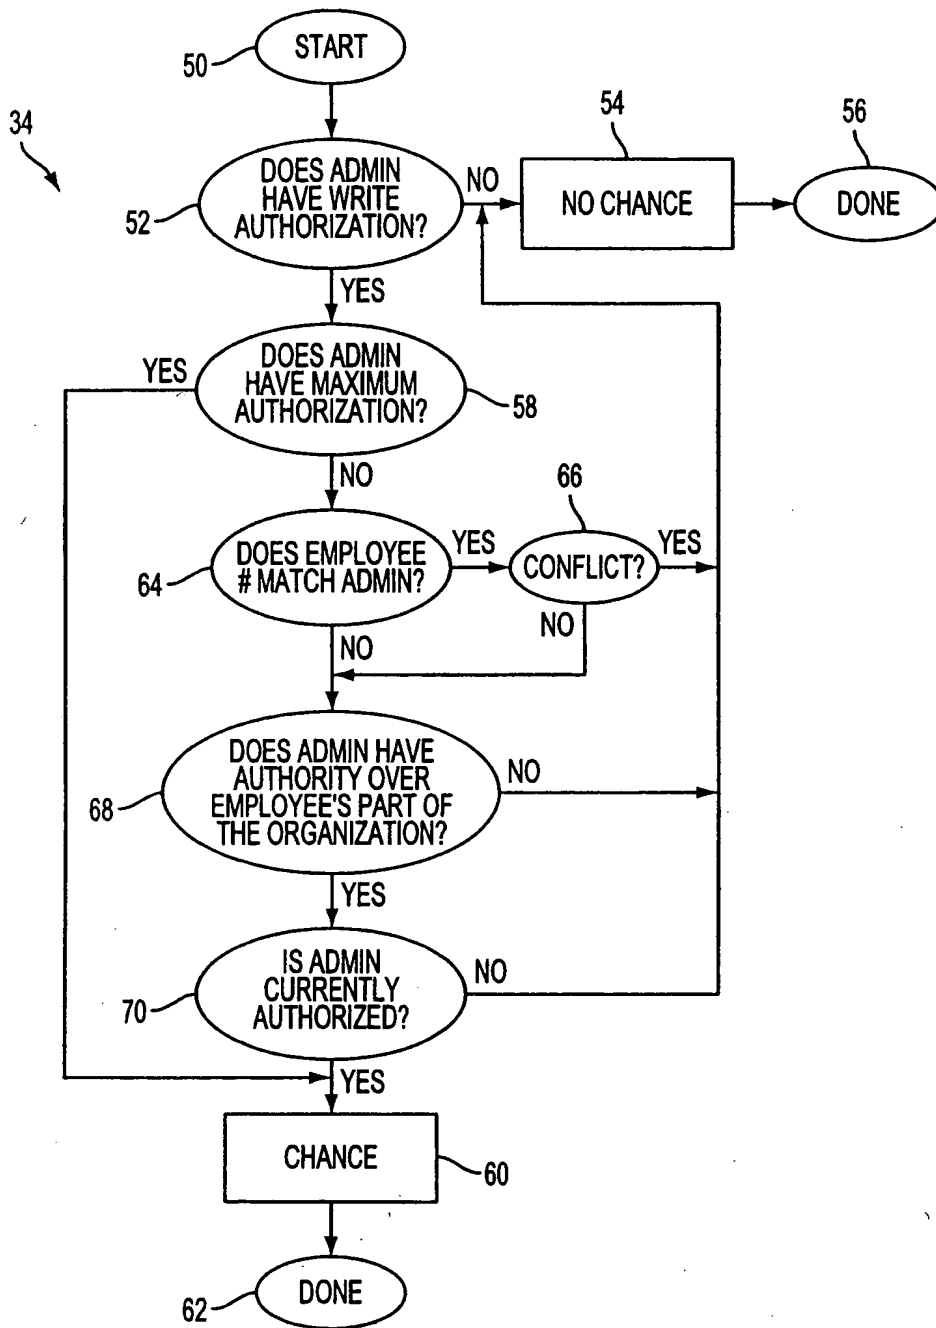 START
50
34
54
56
DOES ADMIN
HAVE WRITE
AUTHORIZATION?
52
NO
NO CHANCE
DONE
YES
DOES ADMIN
HAVE MAXIMUM
AUTHORIZATION?
YES
58
NO
66
DOES EMPLOYEE
# MATCH ADMIN?
64
YES
CONFLICT?
YES
NO
NO
DOES ADMIN HAVE
AUTHORITY OVER
EMPLOYEE'S PART OF
THE ORGANIZATION?
68
NO
YES
IS ADMIN
CURRENTLY
AUTHORIZED?
70
NO
YES
CHANCE
60
DONE
62